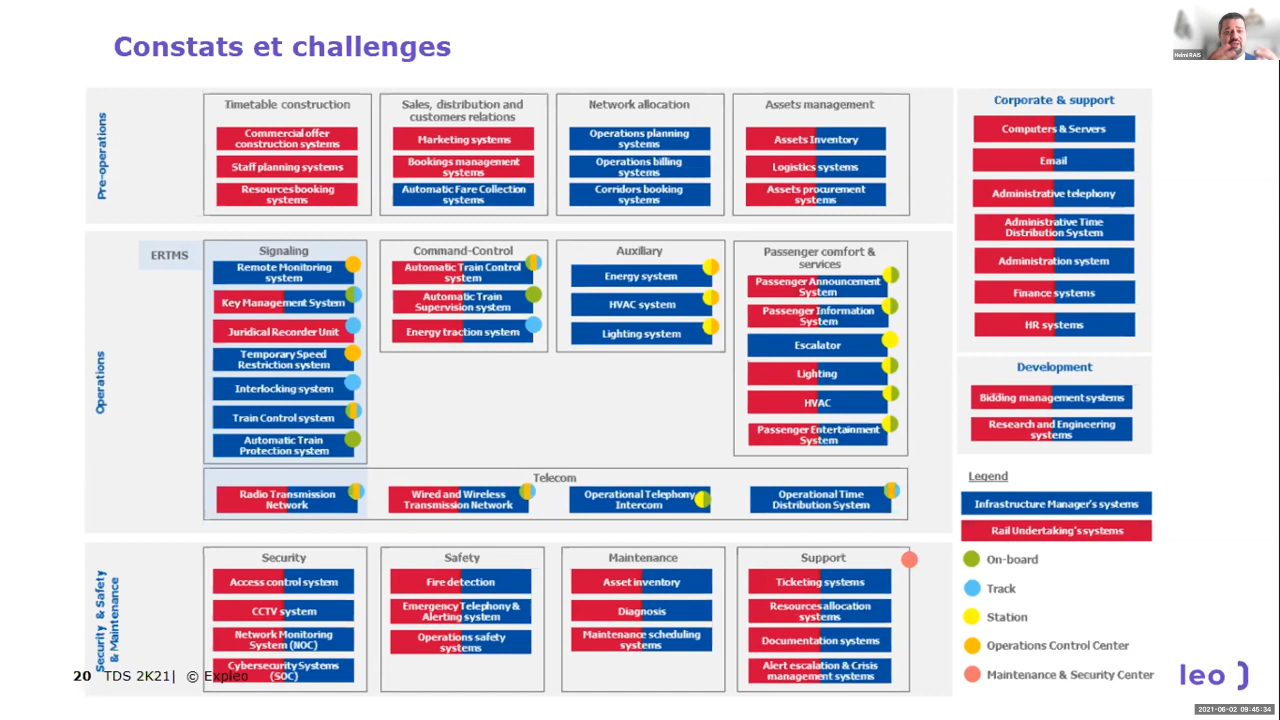 Constats et challenges
Helmi RAIS
Pre-operations
Timetable construction
Commercial offer
construction systems
Staff planning systems
Resources booking
systems
Sales, distribution and
customers relations
Marketing systems
Bookings management
systems
Automatic Fare Collection
systems
Network allocation
Operations planning
systems
Operations billing
systems
Corridors booking
systems
Assets management
Assets Inventory
Logistics systems
Assets procurement
systems
Corporate & support
Computers & Servers
Email
Administrative telephony
Administrative Time
Distribution System
Administration system
Finance systems
HR systems
Operations
ERTMS
Signaling
Remote Monitoring
system
Key Management System
Juridical Recorder Unit
Temporary Speed
Restriction system
Interlocking system
Train Control system
Automatic Train
Protection system
Command-Control
Automatic Train Control
system
Automatic Train
Supervision system
Energy traction system
Auxiliary
Energy system
HVAC system
Lighting system
Passenger comfort &
services
Passenger Announcement
System
Passenger Information
System
Escalator
Lighting
HVAC
Passenger Entertainment
System
Development
Bidding management systems
Research and Engineering
systems
Telecom
Radio Transmission
Network
Wired and Wireless
Transmission Network
Operational Telephony
Intercom
Operational Time
Distribution System
Legend
Infrastructure Manager's systems
Rail Undertaking's systems
On-board
Track
Station
Operations Control Center
Maintenance & Security Center
Security & Safety
& Maintenance
Security
Access control system
CCTV system
Network Monitoring
System (NOC)
Cybersecurity Systems
(SOC)
Safety
Fire detection
Emergency Telephony &
Alerting system
Operations safety
systems
Maintenance
Asset inventory
Diagnosis
Maintenance scheduling
systems
Support
Ticketing systems
Resources allocation
systems
Documentation systems
Alert escalation & Crisis
management systems
20 TDS 2K21| © Expleo
leo
2021-06-02 09:45:34